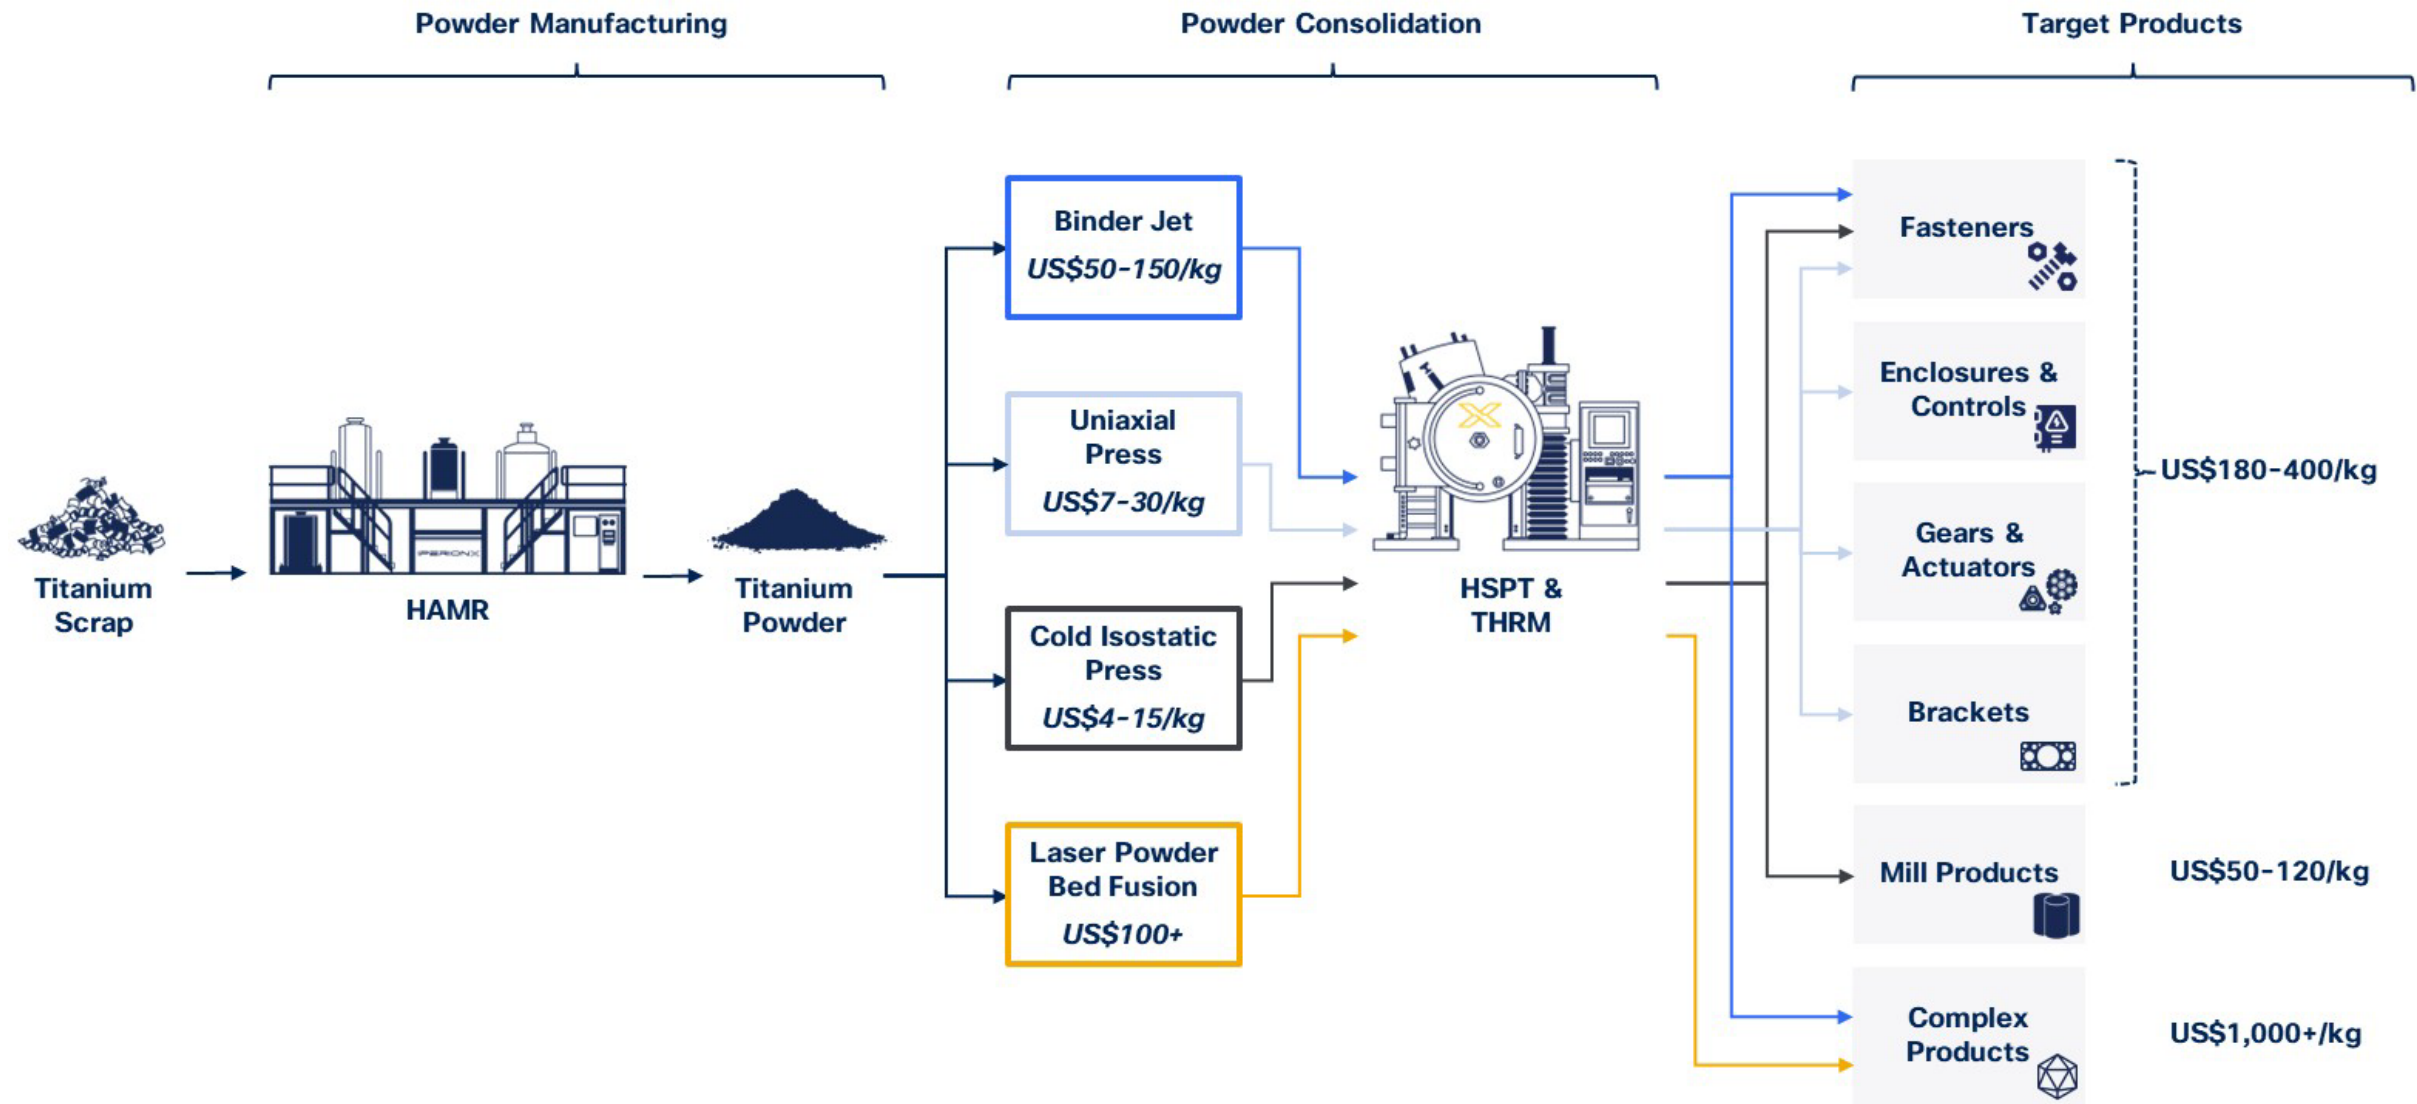 Powder Manufacturing
Powder Consolidation
Target Products
Titanium
Scrap
IPERIONX
HAMR
Titanium
Powder
Binder Jet
US$50-150/kg
Uniaxial
Press
US$7-30/kg
Cold Isostatic
Press
US$4-15/kg
Laser Powder
Bed Fusion
US$100+
HSPT &
THRM
Fasteners
Enclosures &
Controls
Gears &
Actuators
Brackets
US$180-400/kg
Mill Products
US$50-120/kg
Complex
Products
US$1,000+/kg